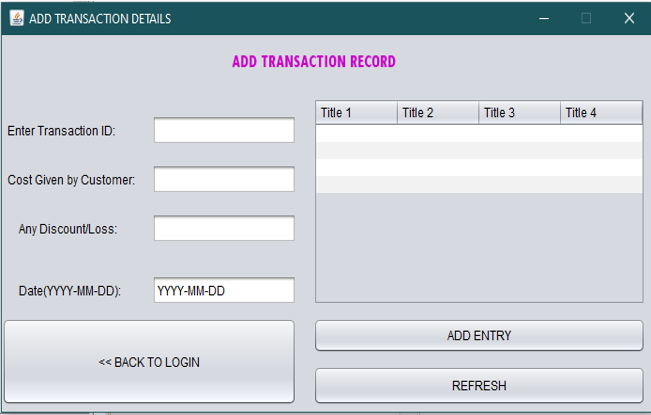 ADD TRANSACTION DETAILS
ADD TRANSACTION RECORD
Title 1 Title 2 Title 3 Title 4
Enter Transaction ID:
Cost Given by Customer:
Any Discount/Loss:
Date(YYYY-MM-DD): YYYY-MM-DD
<< BACK TO LOGIN
ADD ENTRY
REFRESH